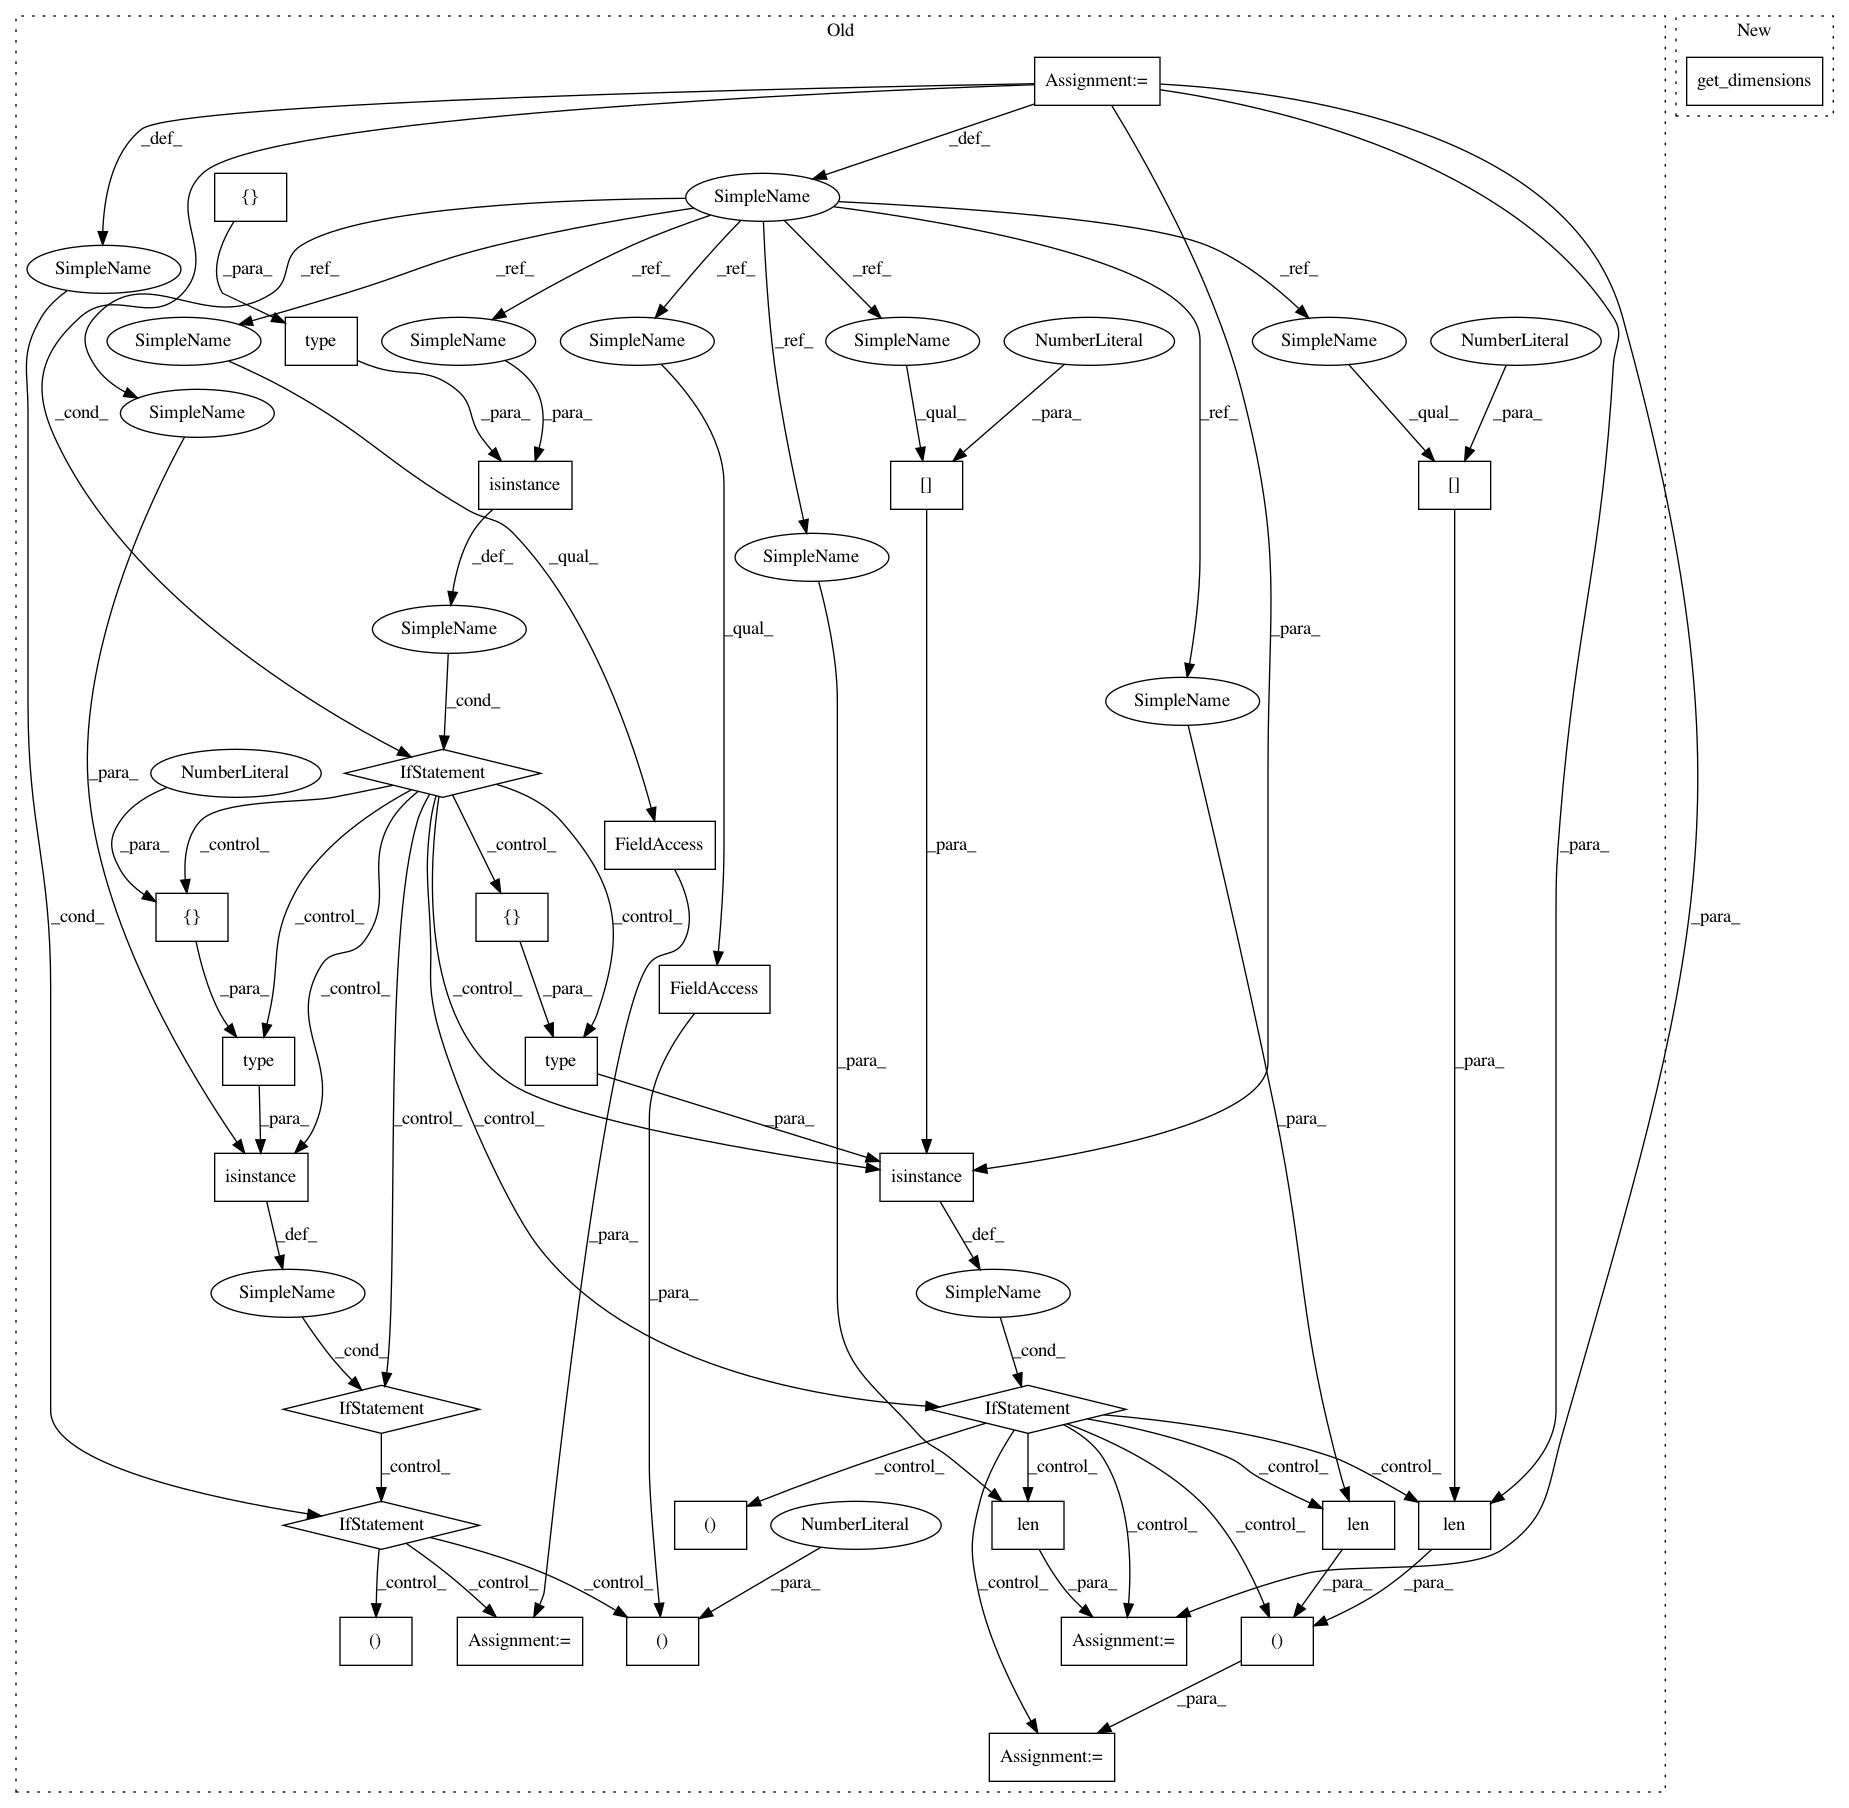 Old
New
Assignment:=
get_dimensions
_def_
_def_
{}
SimpleName
SimpleName
_para_
_ref_
_ref_
_ref_
_ref_
_ref_
_ref_
SimpleName
type
SimpleName
SimpleName
_ref_
SimpleName
NumberLiteral
SimpleName
NumberLiteral
_cond_
SimpleName
_para_
_para_
_qual_
_para_
_ref_
_qual_
_para_
isinstance
[]
[]
_def_
_qual_
SimpleName
SimpleName
_qual_
_para_
_cond_
SimpleName
_para_
NumberLiteral
IfStatement
_para_
_control_
_control_
FieldAccess
_para_
_para_
_cond_
{}
_control_
{}
_control_
_para_
_para_
_control_
_para_
_control_
FieldAccess
type
type
_para_
_para_
_para_
_control_
_control_
_para_
_para_
isinstance
isinstance
_def_
_para_
_def_
SimpleName
_para_
SimpleName
_cond_
_cond_
IfStatement
IfStatement
_control_
_control_
_control_
_control_
_control_
IfStatement
()
NumberLiteral
len
_control_
_control_
len
len
_control_
_control_
_control_
_para_
_control_
_para_
_para_
_para_
()
Assignment:=
()
Assignment:=
()
_para_
Assignment:=